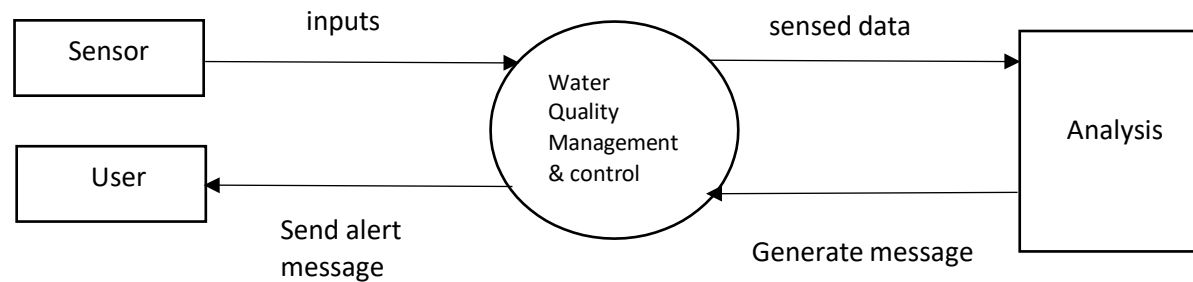 inputs
sensed data
Sensor
Water
Quality
Management
& control
Analysis
User
Send alert
message
Generate message